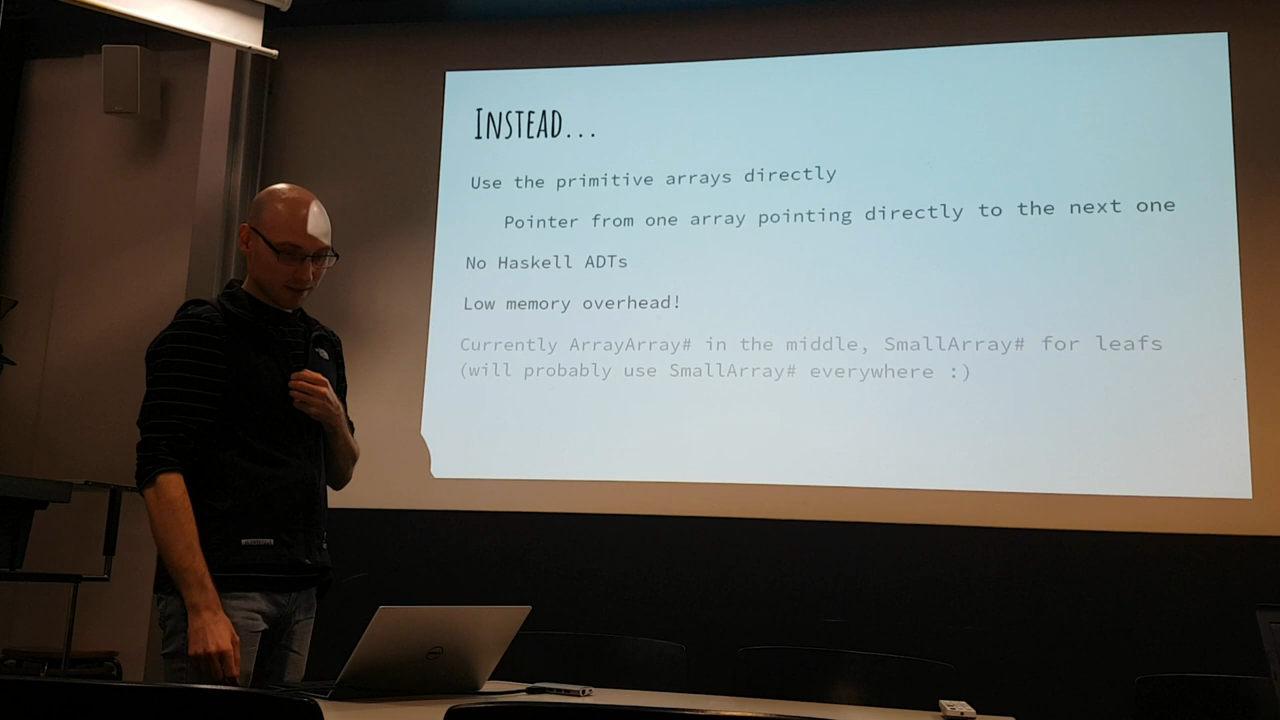 INSTEAD...
Use the primitive arrays directly
Pointer from one array pointing directly to the next one
No Haskell ADTs
Low memory overhead!
Currently ArrayArray# in the middle, SmallArray# for leafs
(will probably use SmallArray# everywhere :)
DELL